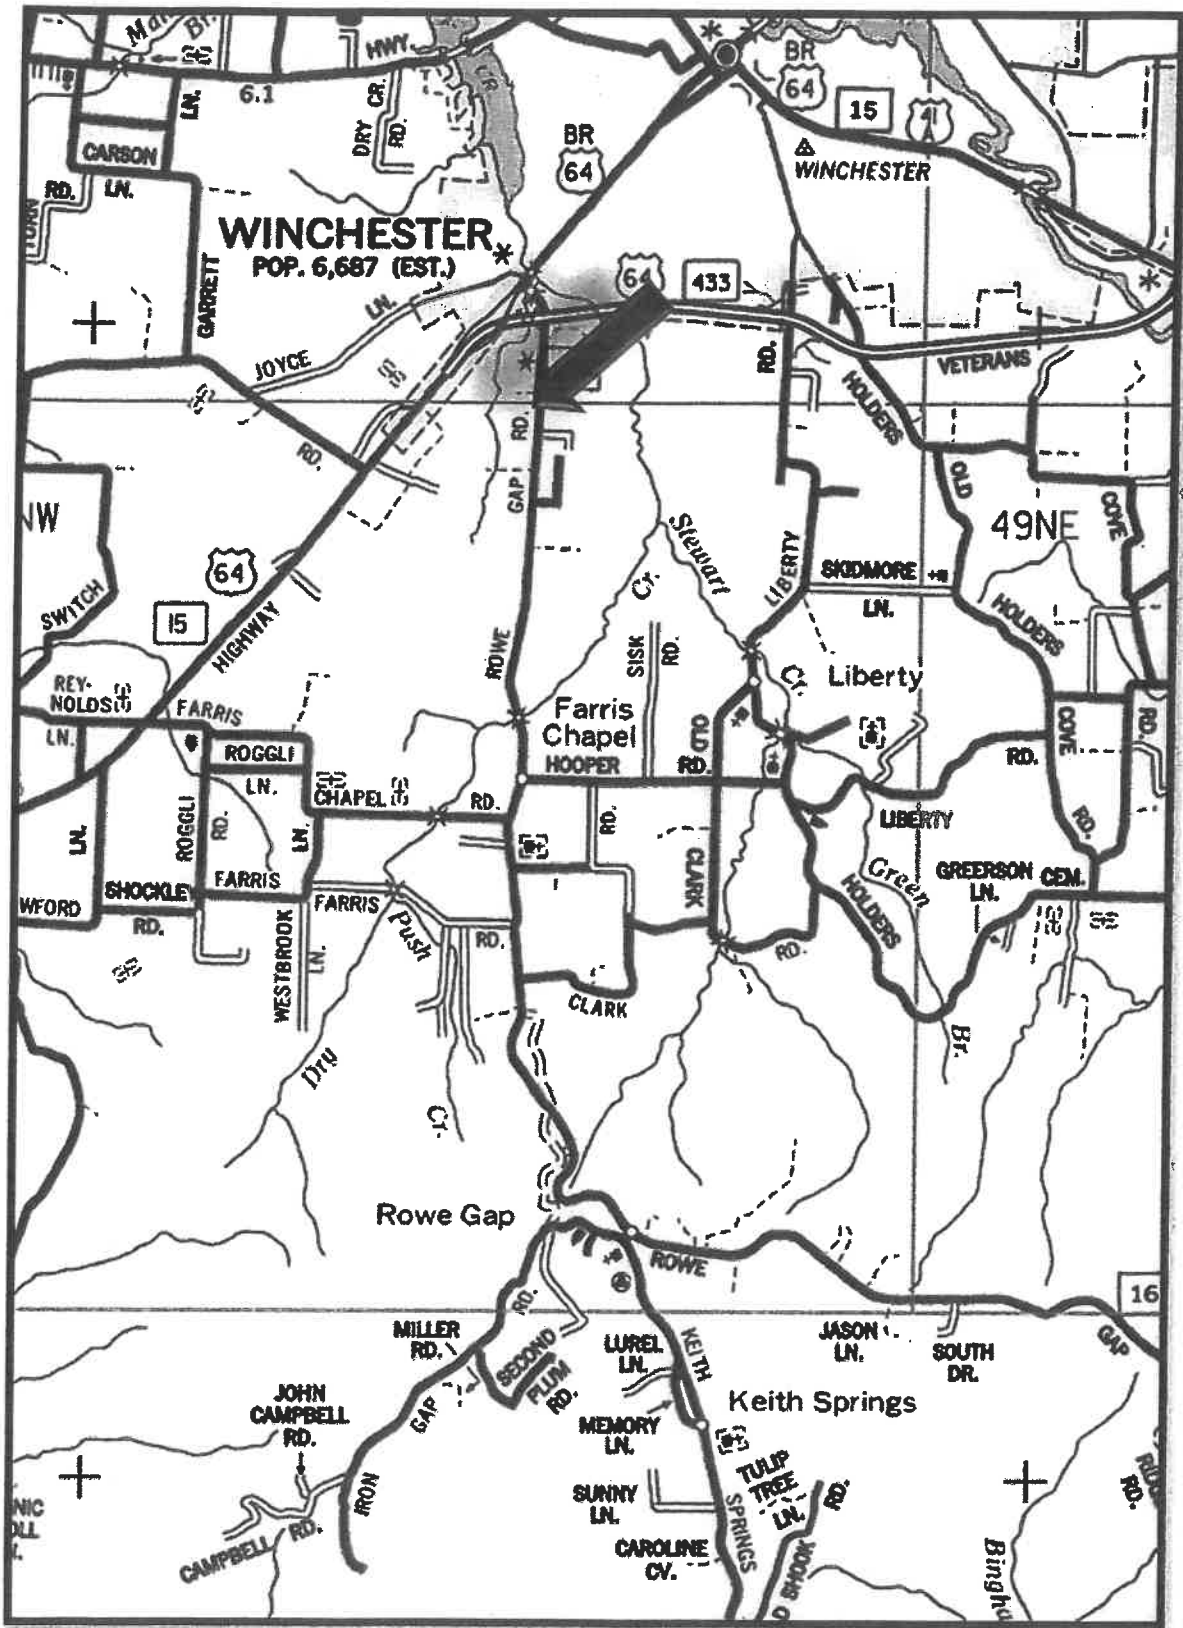 HWY.
BR
64
15
41
WINCHESTER
LN.
6.1
DRY CR.
RD.
CR
BR
64
CARSON
LN.
RD.
WINCHESTER
POP. 6,687 (EST.)
64
433
GARRETT
LN.
JOYCE
RD.
RD.
VETERANS
HOLDERS
RD.
GAP
OLD
COVE
49NE
NW
Stewart
Cr.
LIBERTY
SKIDMORE
LN.
64
SWITCH
15
HIGHWAY
HOLDERS
ROWE
SISK
RD.
Cr.
Liberty
REY-
NOLDS
LN.
FARRIS
Farris
Chapel
HOOPER
OLD
RD.
COVE
RD.
RD.
ROGGLI
LN.
CHAPEL
RD.
LN.
ROGGLI
RD.
LN.
RD.
CLARK
LIBERTY
RD.
Green
GREERSON
LN.
CEM.
SHOCKLEY
RD.
FARRIS
FARRIS
RD.
WFORD
Push
HOLDERS
RD.
WESTBROOK
LN.
CLARK
Br.
Dry
Cr.
Rowe Gap
ROWE
16
RD.
MILLER
RD.
SECOND
PLUM
RD.
LUREL
LN.
KEITH
JASON
LN.
SOUTH
DR.
GAP
JOHN
CAMPBELL
RD.
GAP
Keith Springs
MEMORY
LN.
TULIP
TREE
LN.
RD.
IRON
SUNNY
LN.
SPRINGS
RD.
CAMPBELL RD.
CAROLINE
CV.
SHOOK